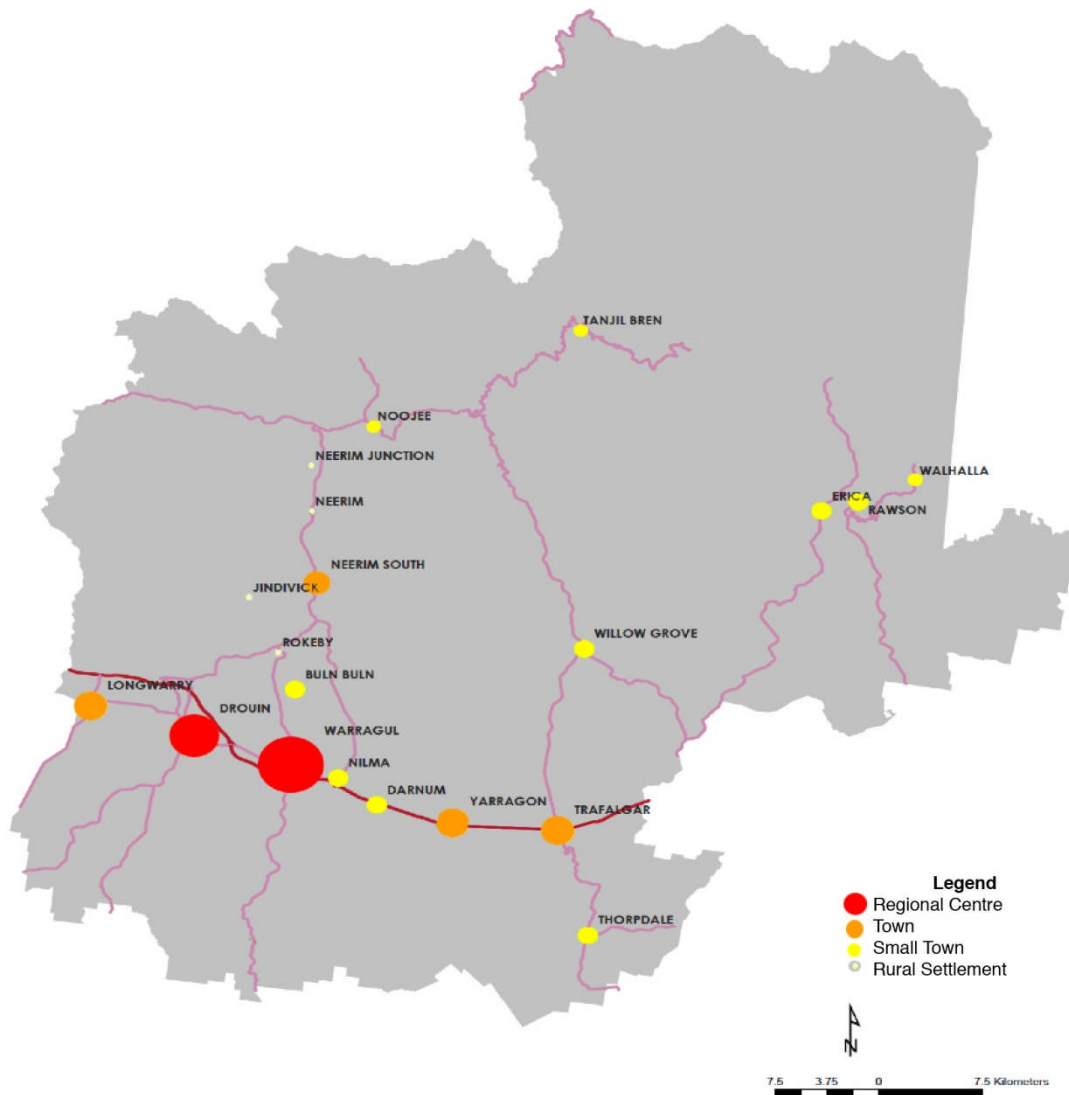 TANJIL BREN
NOOJEE
NEERIM JUNCTION
WALHALLA
ERICA
RAWSON
NEERIM
NEERIM SOUTH
JINDIVICK
WILLOW GROVE
ROKEBY
BULN BULN
LONGWARRY
DROUIN
WARRAGUL
NILMA
DARNUM
YARRAGON
TRAFALGAR
THORPDALE
Legend
Regional Centre
Town
Small Town
Rural Settlement
N
7.5 3.75 0 7.5 Kilometers